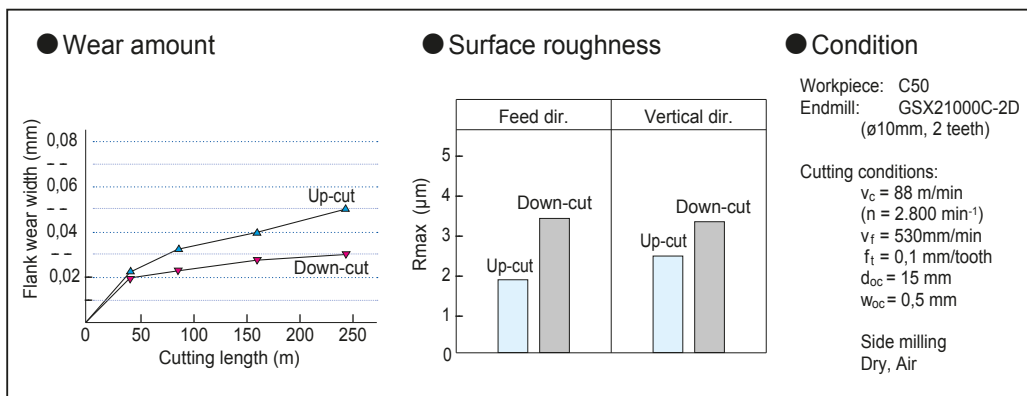 ● Wear amount
Flank wear width (mm)
0,08
0,06
0,04
0,02
0
50
100
150
200
250
Cutting length (m)
Up-cut
Down-cut
● Surface roughness
Feed dir.
Vertical dir.
Rmax (μm)
5
4
3
2
1
0
Up-cut
Down-cut
Up-cut
Down-cut
● Condition
Workpiece: C50
Endmill: GSX21000C-2D
(ø10mm, 2 teeth)
Cutting conditions:
vc = 88 m/min
(n = 2.800 min-1)
vf = 530mm/min
ft = 0,1 mm/tooth
doc = 15 mm
woc = 0,5 mm
Side milling
Dry, Air